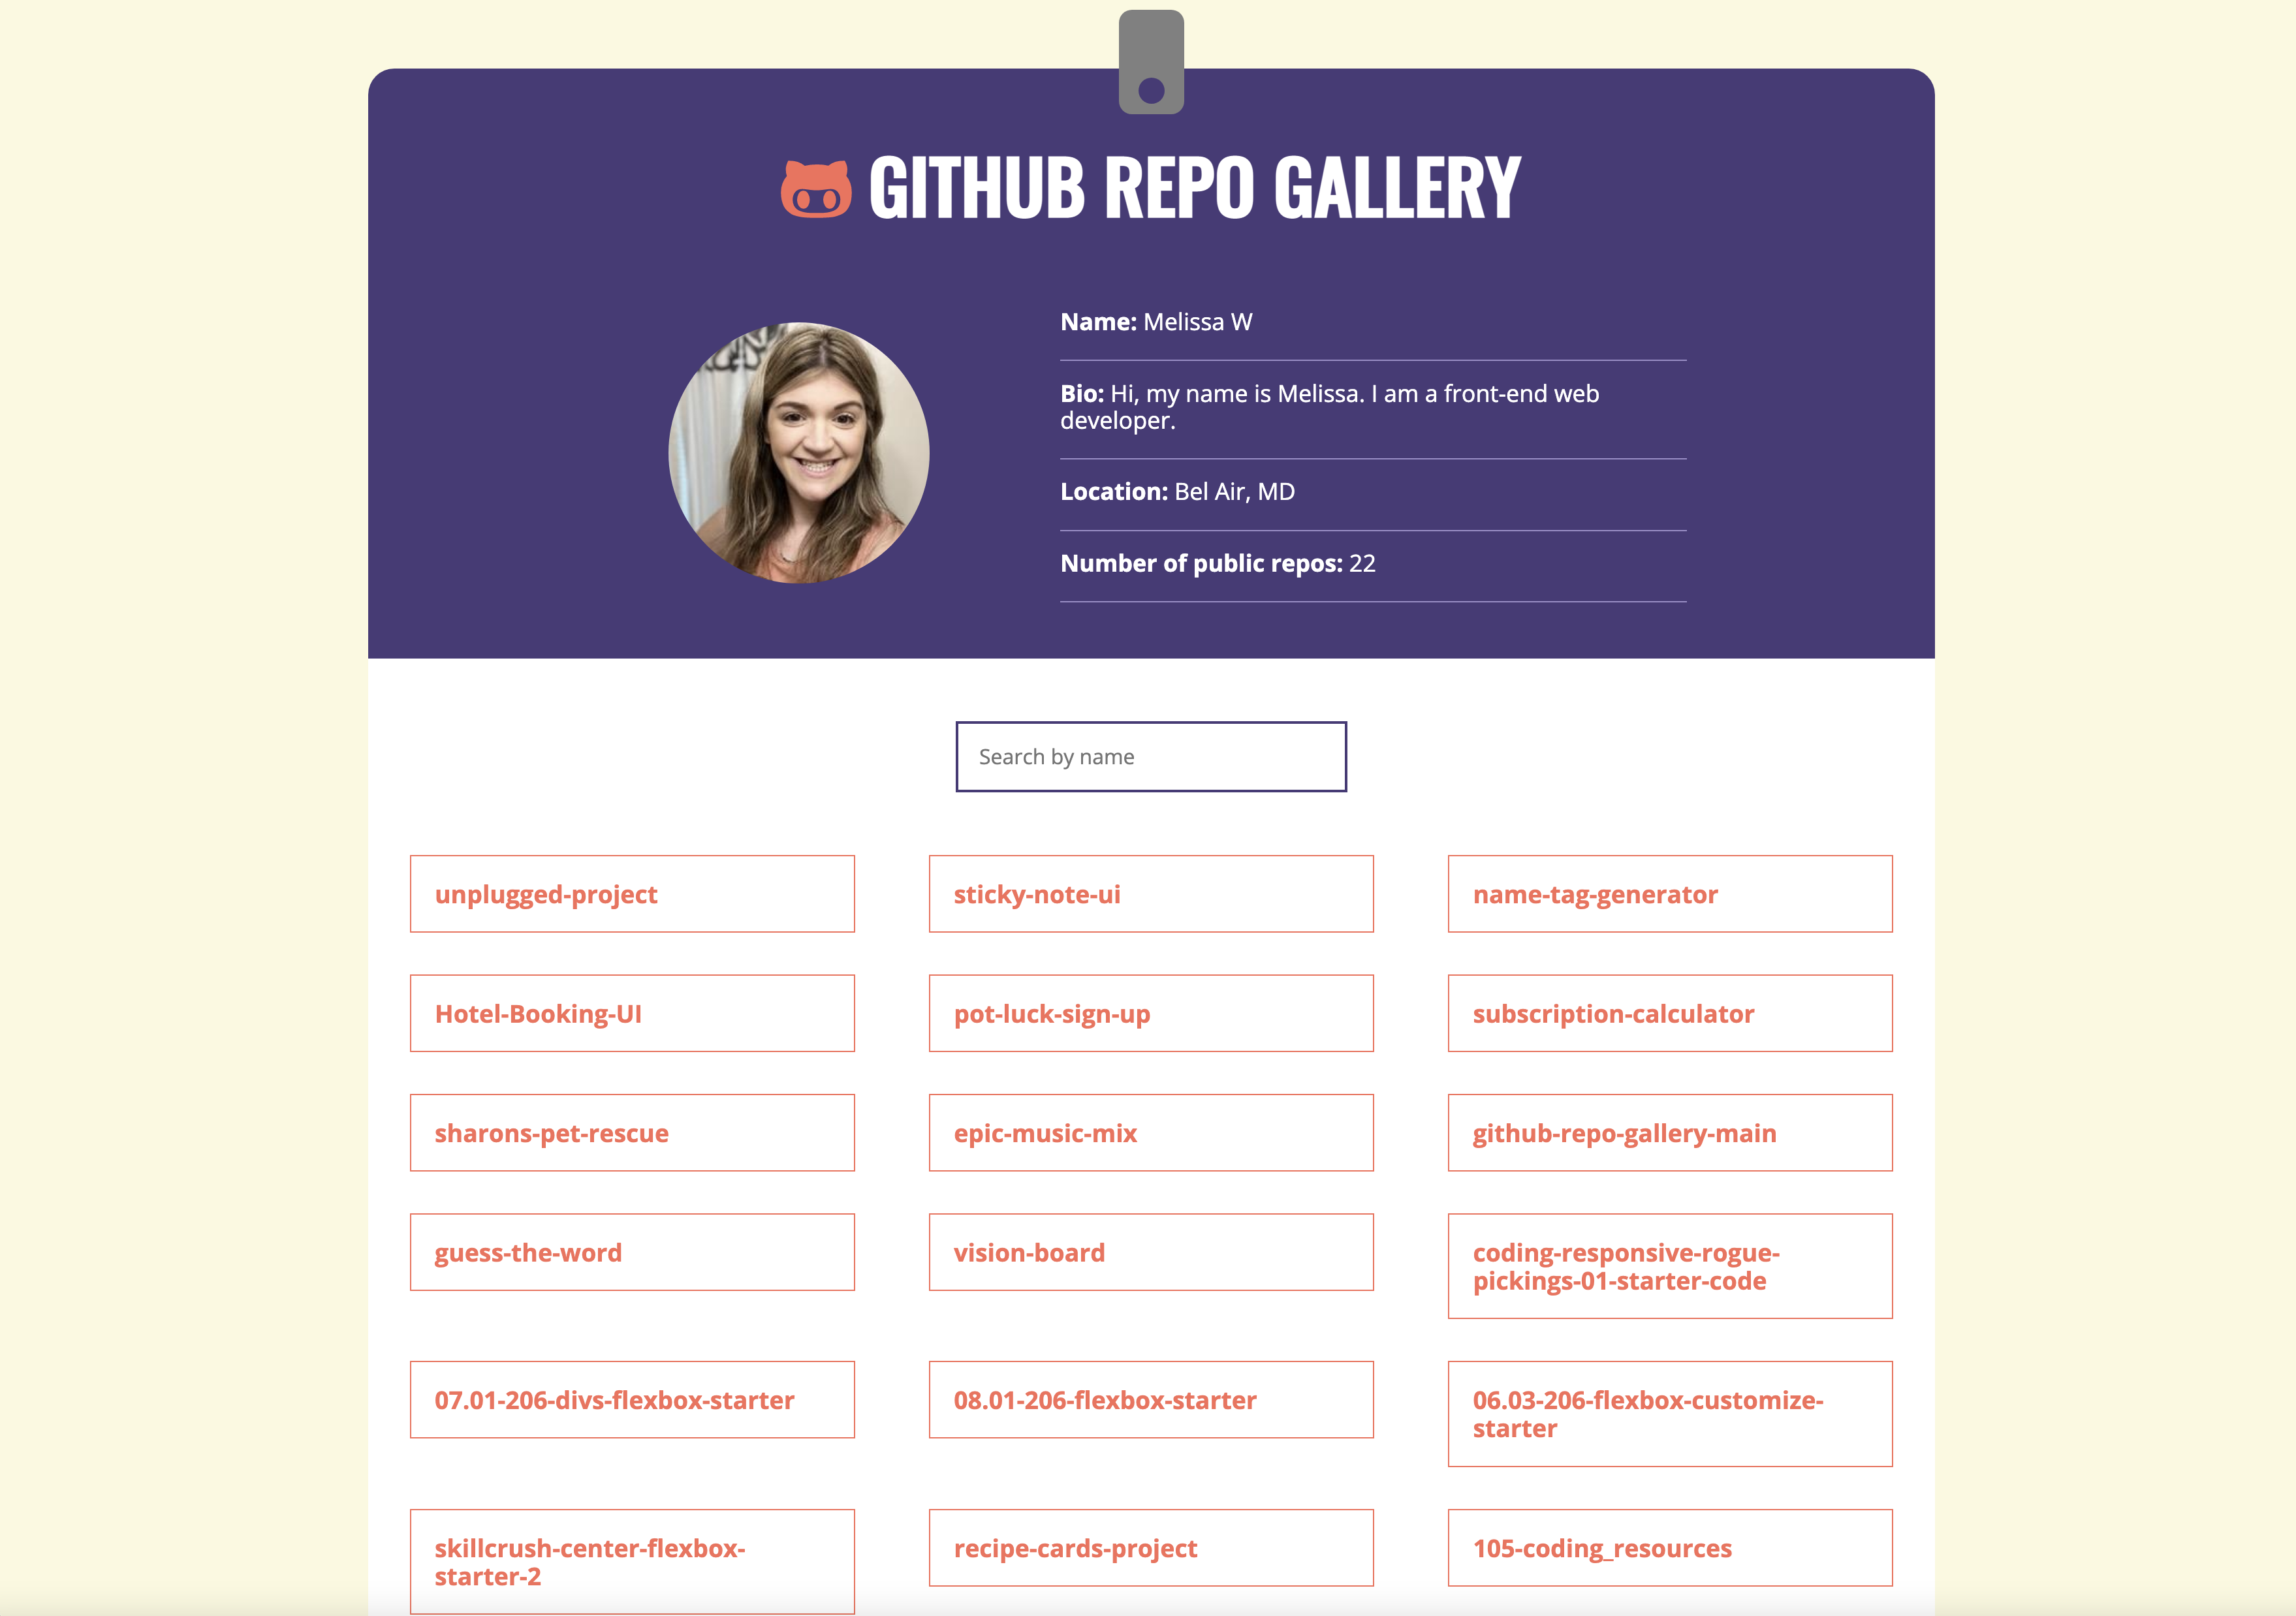 GITHUB REPO GALLERY
Name: Melissa W
Bio: Hi, my name is Melissa. I am a front-end web
developer.
Location: Bel Air, MD
Number of public repos: 22
Search by name
unplugged-project
sticky-note-ui
name-tag-generator
Hotel-Booking-UI
pot-luck-sign-up
subscription-calculator
sharons-pet-rescue
epic-music-mix
github-repo-gallery-main
guess-the-word
vision-board
coding-responsive-rogue-
pickings-01-starter-code
07.01-206-divs-flexbox-starter
08.01-206-flexbox-starter
06.03-206-flexbox-customize-
starter
skillcrush-center-flexbox-
starter-2
recipe-cards-project
105-coding_resources